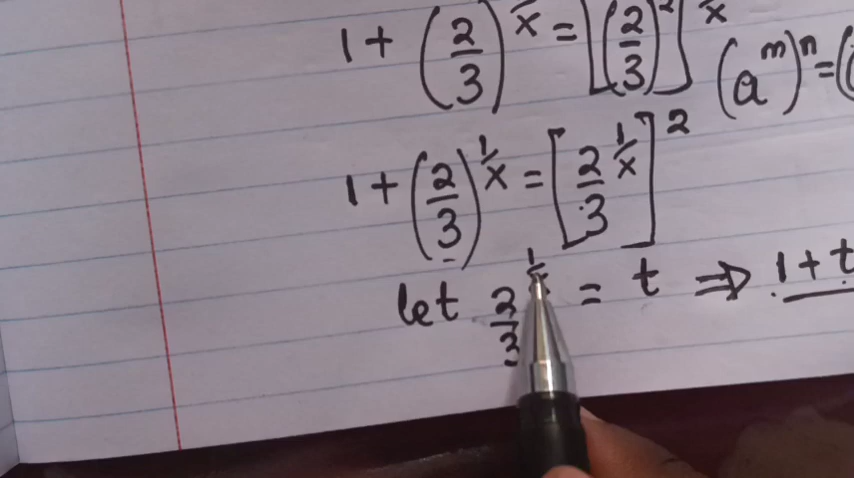 1 + (2/3)^1/x = [(2/3)^2]^1/x (a^m)^n = (
1 + (2/3)^1/x = [2/3^1/x]^2
let 2/3^1/x = t ⇒ 1 + t